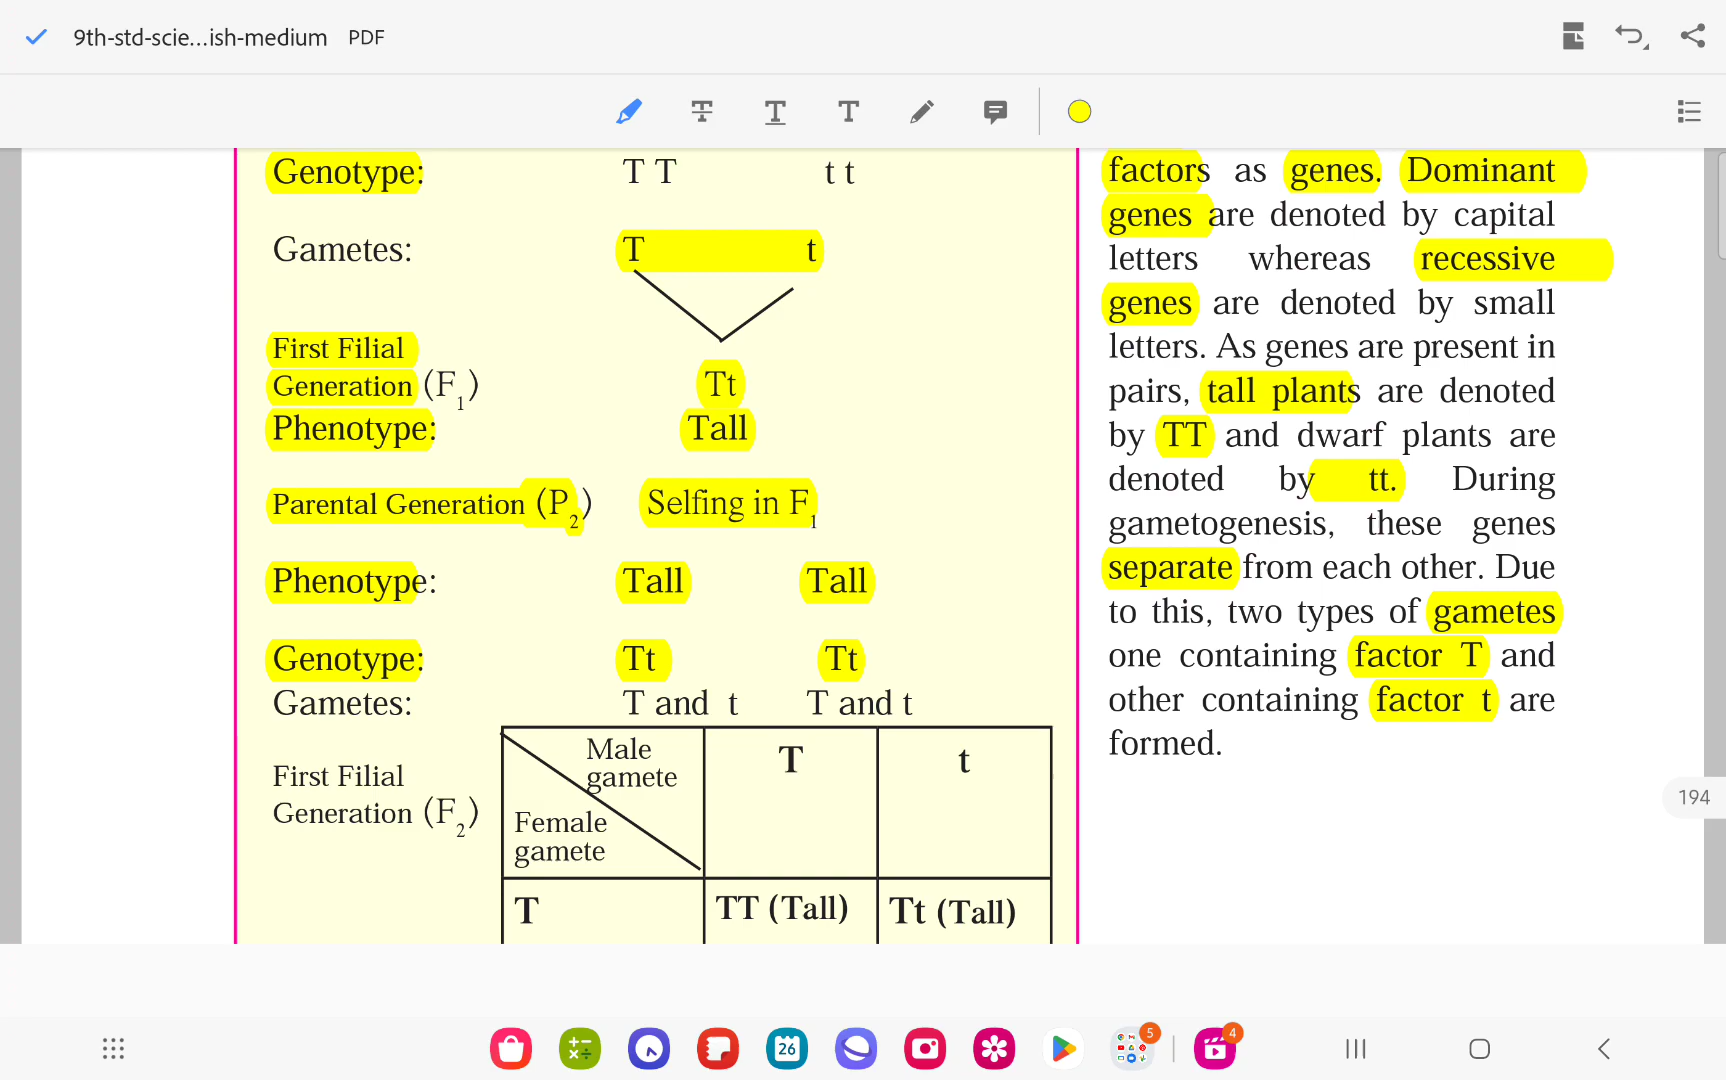 9th-std-scie...ish-medium PDF
Genotype: T T t t
Gametes: T t
First Filial
Generation (F1) Tt
Phenotype: Tall
Parental Generation (P2) Selfing in F1
Phenotype: Tall Tall
Genotype: Tt Tt
Gametes: T and t T and t
First Filial
Generation (F2)
Male
gamete
Female
gamete
T t
T TT (Tall) Tt (Tall)
factors as genes. Dominant
genes are denoted by capital
letters whereas recessive
genes are denoted by small
letters. As genes are present in
pairs, tall plants are denoted
by TT and dwarf plants are
denoted by tt. During
gametogenesis, these genes
separate from each other. Due
to this, two types of gametes
one containing factor T and
other containing factor t are
formed.
194
26
5
4